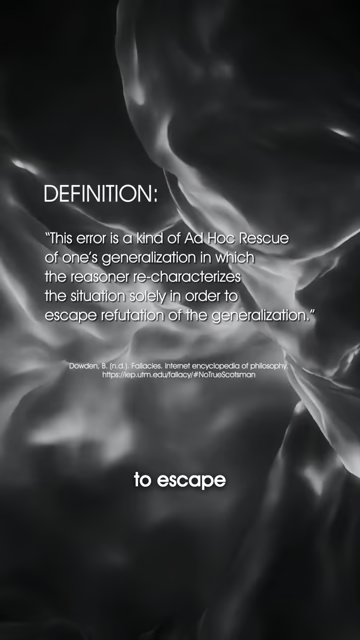 DEFINITION:
“This error is a kind of Ad Hoc Rescue
of one’s generalization in which
the reasoner re-characterizes
the situation solely in order to
escape refutation of the generalization.”
Dowden, B. (n.d.). Fallacies. Internet encyclopedia of philosophy.
https://iep.utm.edu/fallacy/#NoTrueScotsman
to escape